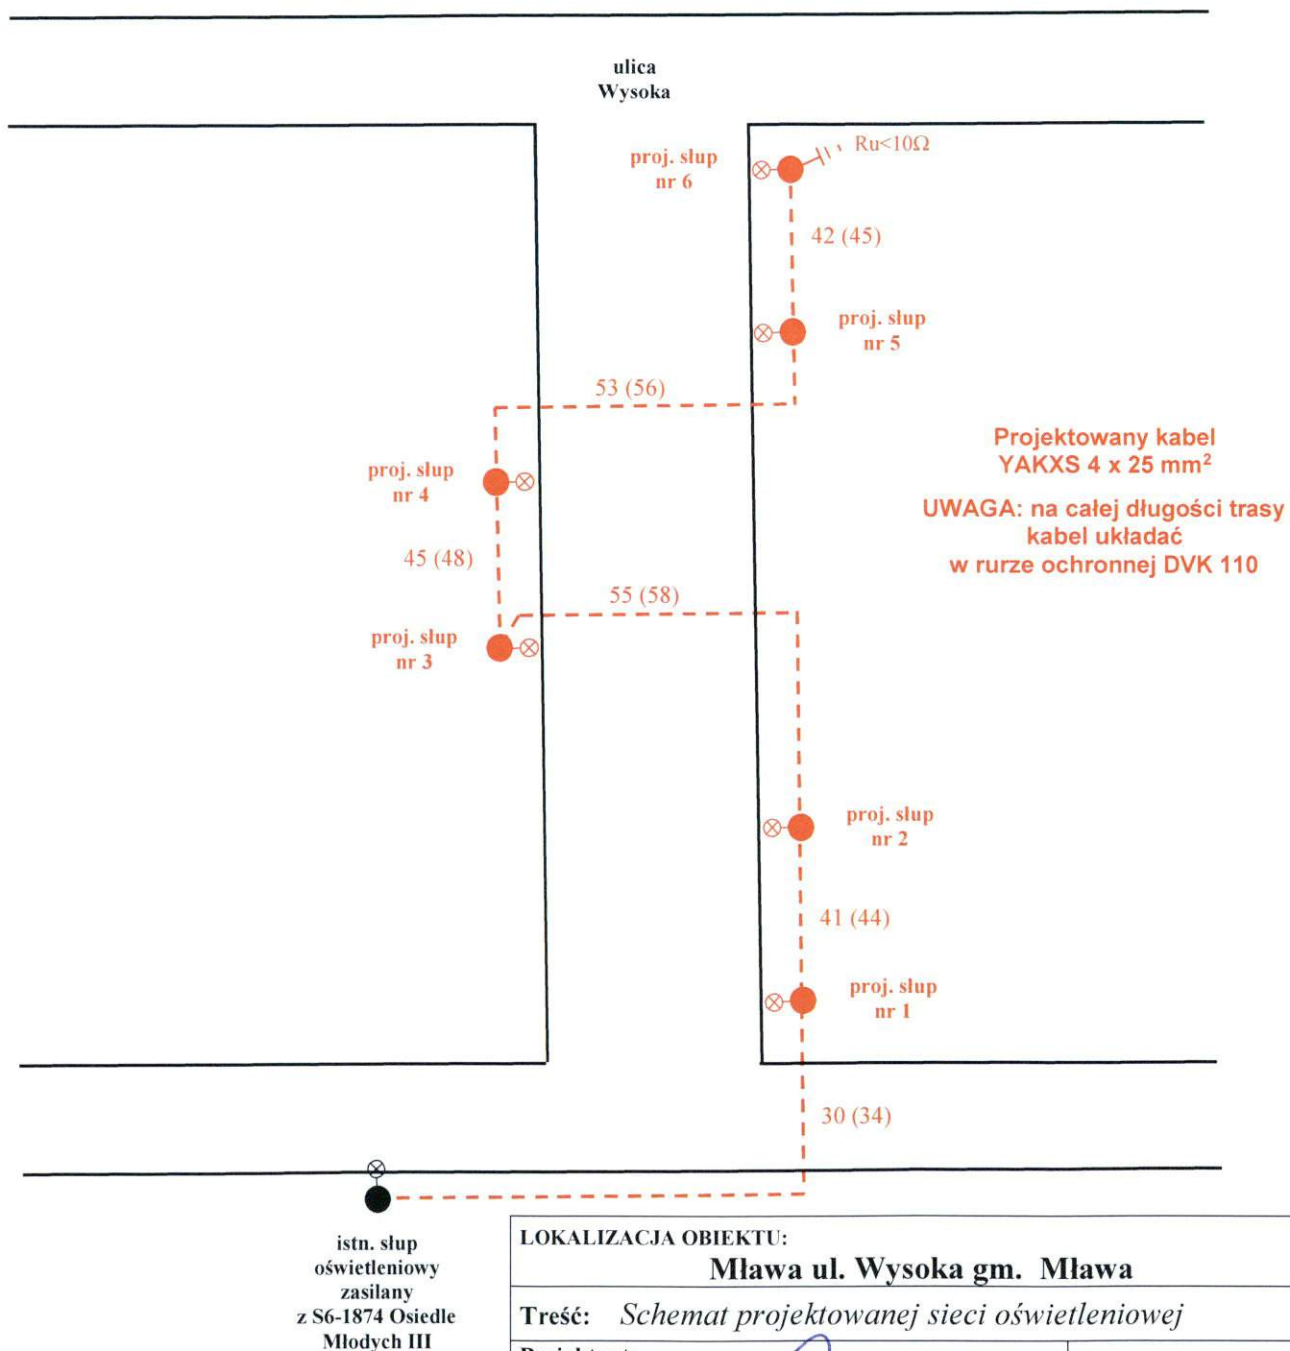 ulica
Wysoka
proj. słup
nr 6
Ru<10Ω
42 (45)
proj. słup
nr 5
53 (56)
proj. słup
nr 4
Projektowany kabel
YAKXS 4 x 25 mm²
UWAGA: na całej długości trasy
kabel układać
w rurze ochronnej DVK 110
45 (48)
55 (58)
proj. słup
nr 3
proj. słup
nr 2
41 (44)
proj. słup
nr 1
30 (34)
istn. słup
oświetleniowy
zasilany
z S6-1874 Osiedle
Młodych III
LOKALIZACJA OBIEKTU:
Mława ul. Wysoka gm. Mława
Treść: Schemat projektowanej sieci oświetleniowej